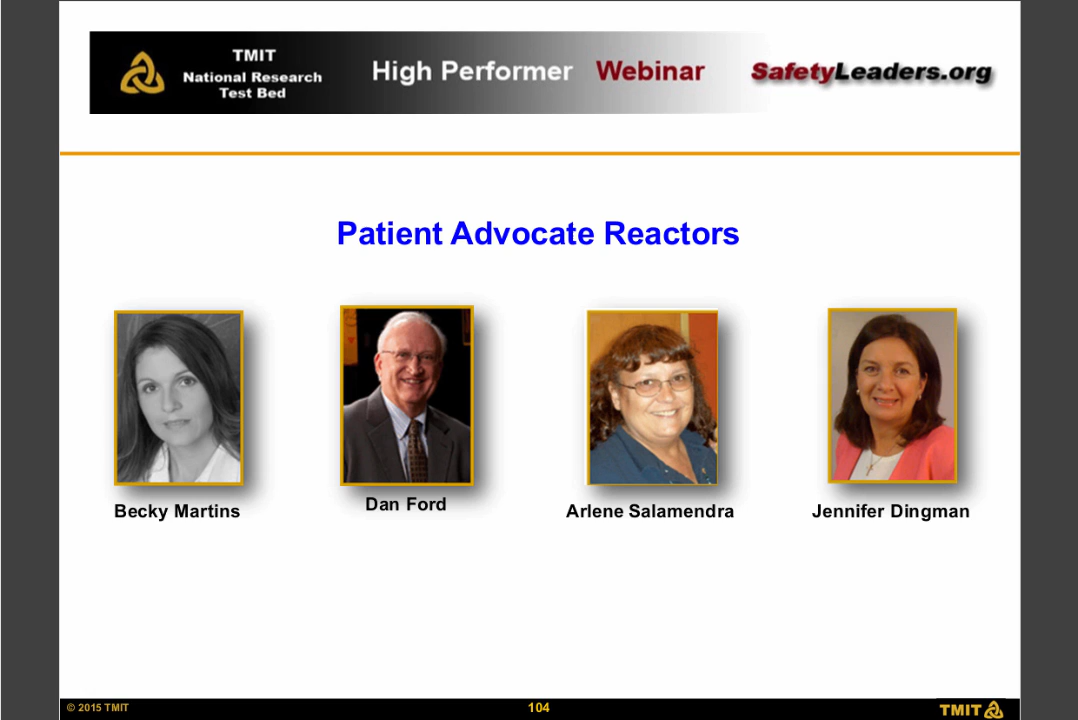 TMIT
National Research
Test Bed
High Performer Webinar
SafetyLeaders.org
Patient Advocate Reactors
Becky Martins
Dan Ford
Arlene Salamendra
Jennifer Dingman
© 2015 TMIT
104
TMIT